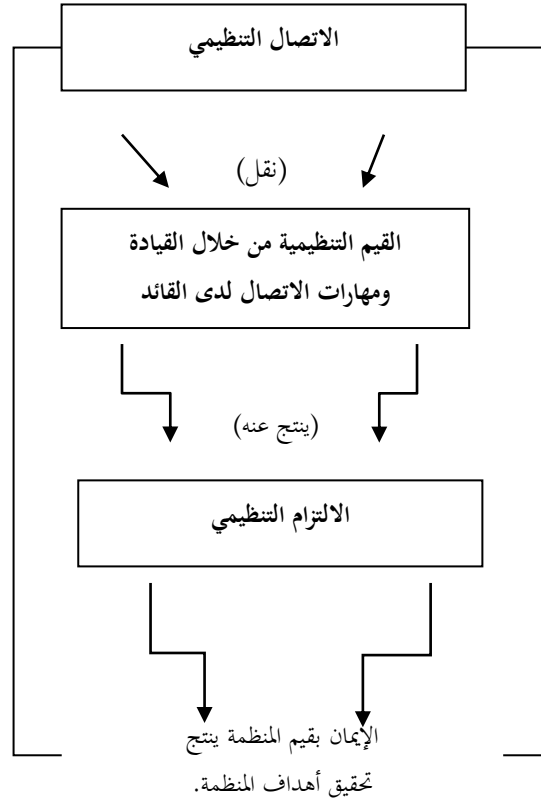 الاتصال التنظيمي
(نقل)
القيم التنظيمية من خلال القيادة
ومهارات الاتصال لدى القائد
(ينتج عنه)
الالتزام التنظيمي
الإيمان بقيم المنظمة ينتج
تحقيق أهداف المنظمة.